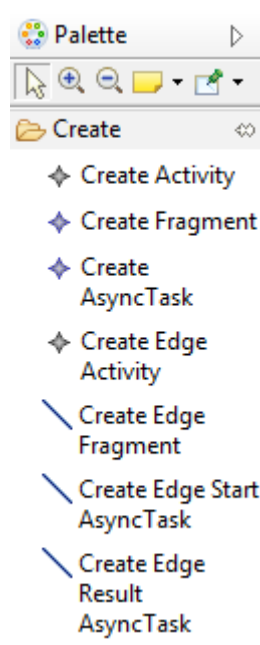 Palette
Create
Create Activity
Create Fragment
Create
AsyncTask
Create Edge
Activity
Create Edge
Fragment
Create Edge Start
AsyncTask
Create Edge
Result
AsyncTask